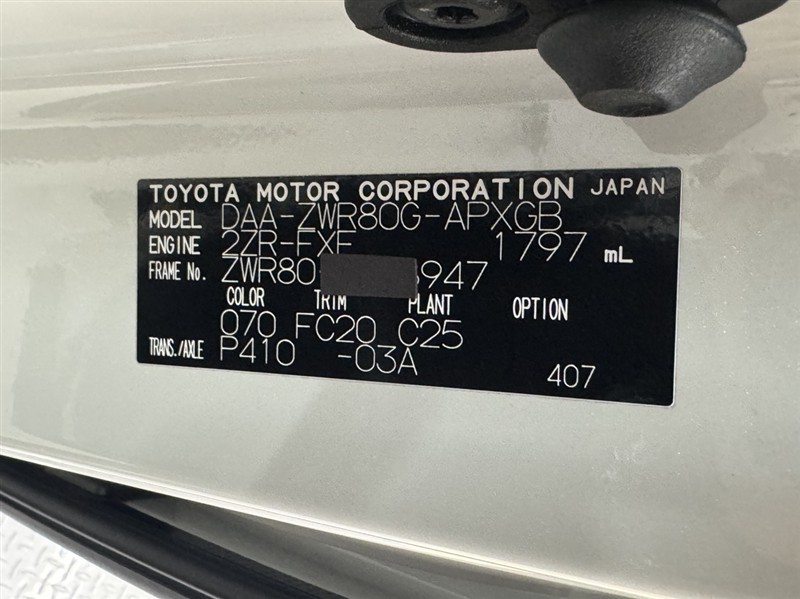 TOYOTA MOTOR CORPORATION JAPAN
MODEL DAA-ZWR80G-APXGB
ENGINE 2ZR-FXE 1797 mL
FRAME No. ZWR80 947
COLOR TRIM PLANT OPTION
070 FC20 C25
TRANS./AXLE P410 -03A
407